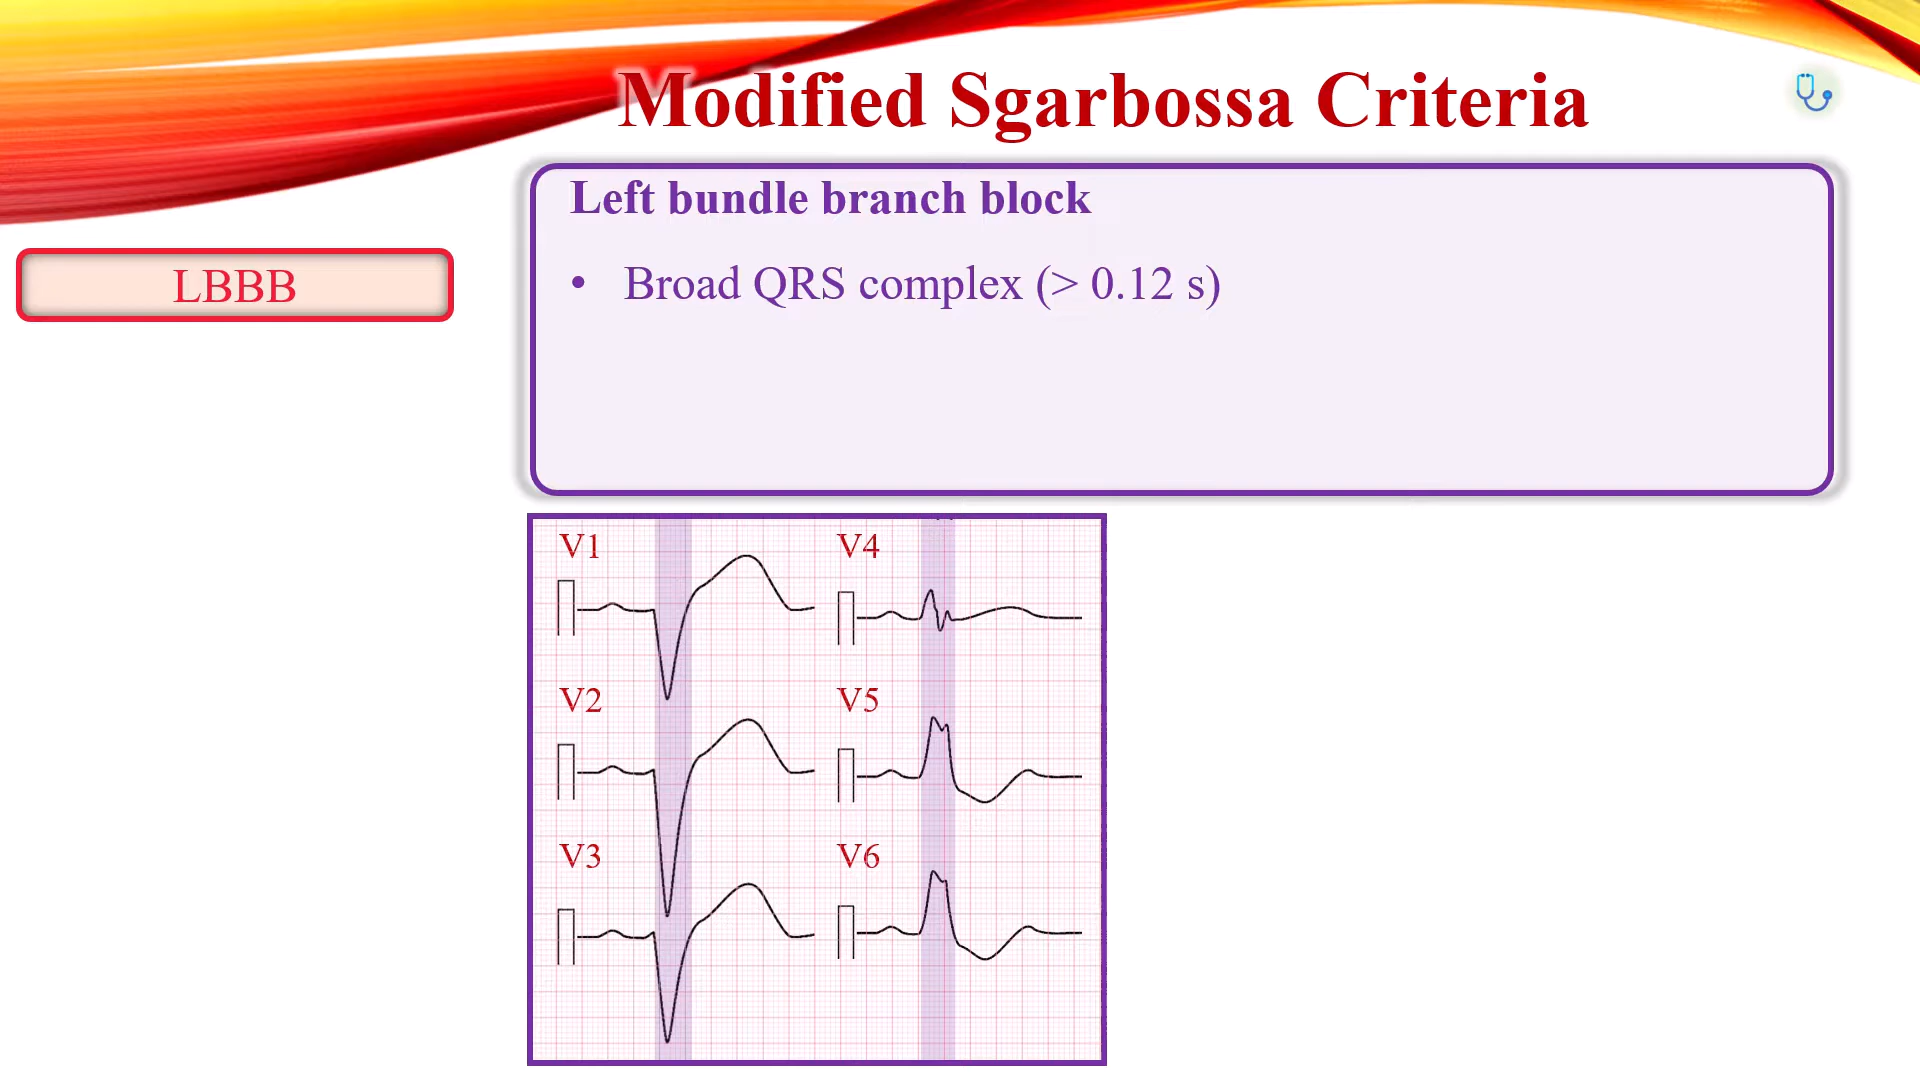 Modified Sgarbossa Criteria
LBBB
Left bundle branch block
• Broad QRS complex (> 0.12 s)
V1
V4
V2
V5
V3
V6